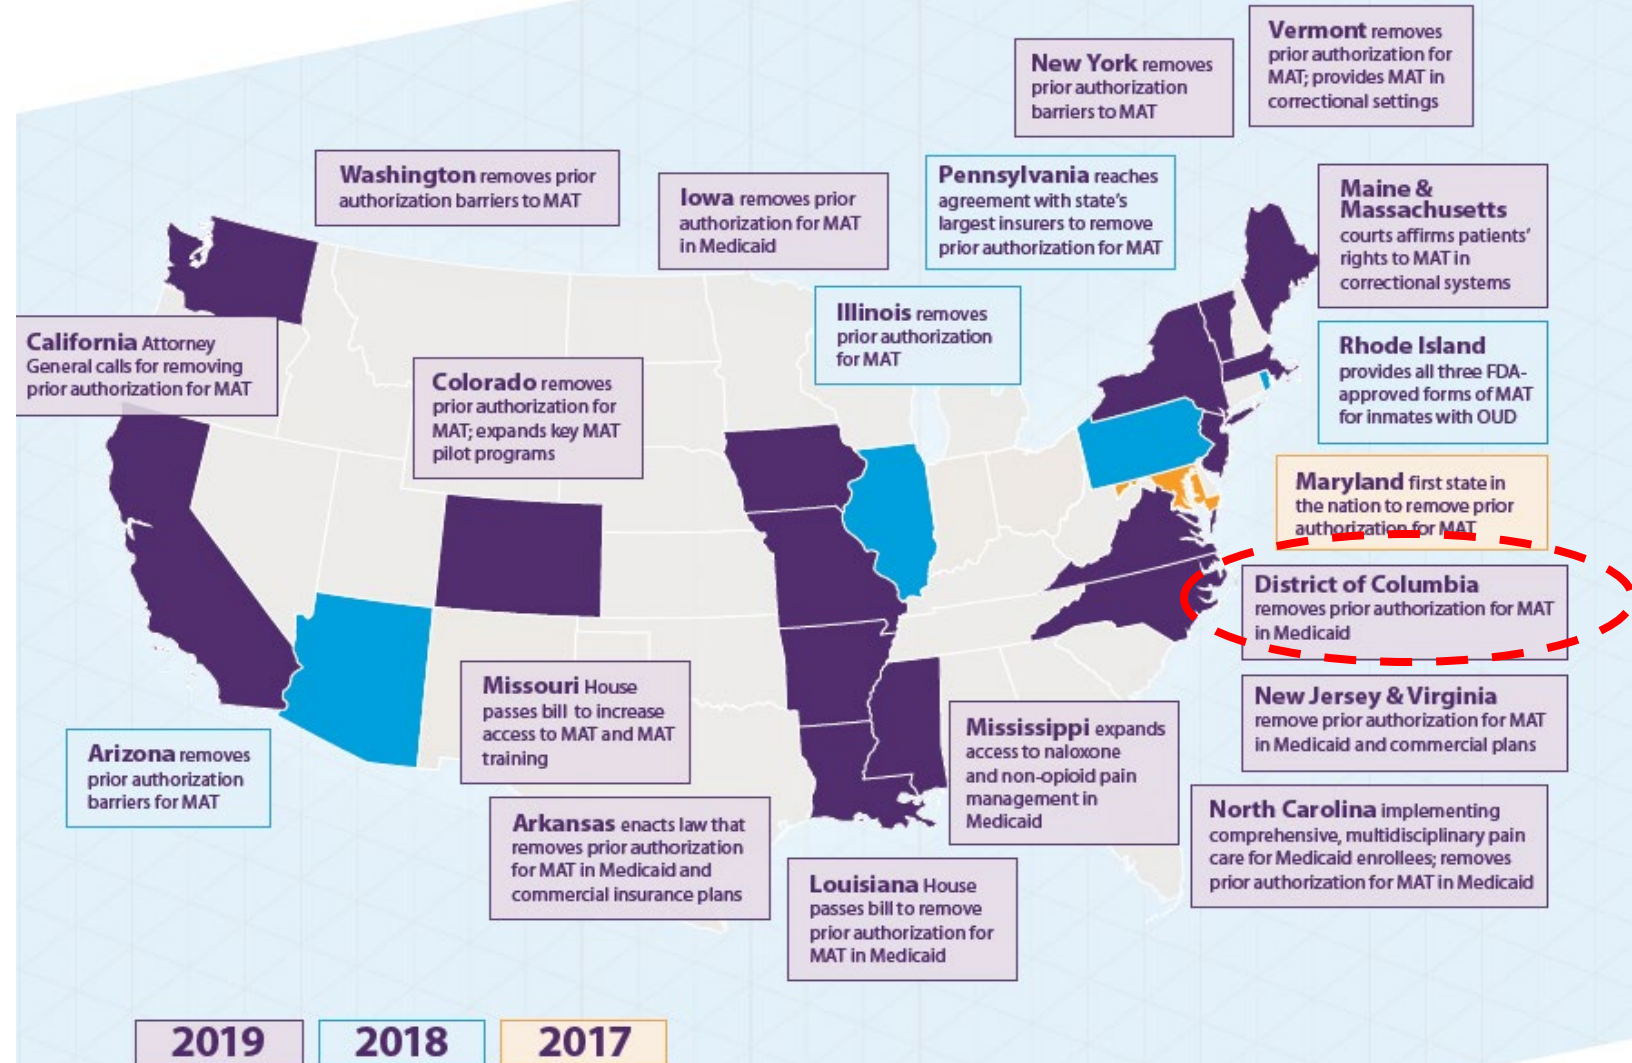 Vermont removes
prior authorization for
MAT; provides MAT in
correctional settings
New York removes
prior authorization
barriers to MAT
Washington removes prior
authorization barriers to MAT
Iowa removes prior
authorization for MAT
in Medicaid
Pennsylvania reaches
agreement with state's
largest insurers to remove
prior authorization for MAT
Maine &
Massachusetts
courts affirms patients'
rights to MAT in
correctional systems
California Attorney
General calls for removing
prior authorization for MAT
Illinois removes
prior authorization
for MAT
Rhode Island
provides all three FDA-
approved forms of MAT
for inmates with OUD
Colorado removes
prior authorization for
MAT; expands key MAT
pilot programs
Maryland first state in
the nation to remove prior
authorization for MAT
District of Columbia
removes prior authorization for MAT
in Medicaid
Missouri House
passes bill to increase
access to MAT and MAT
training
New Jersey & Virginia
remove prior authorization for MAT
in Medicaid and commercial plans
Mississippi expands
access to naloxone
and non-opioid pain
management in
Medicaid
Arizona removes
prior authorization
barriers for MAT
North Carolina implementing
comprehensive, multidisciplinary pain
care for Medicaid enrollees; removes
prior authorization for MAT in Medicaid
Arkansas enacts law that
removes prior authorization
for MAT in Medicaid and
commercial insurance plans
Louisiana House
passes bill to remove
prior authorization for
MAT in Medicaid
2019
2018
2017